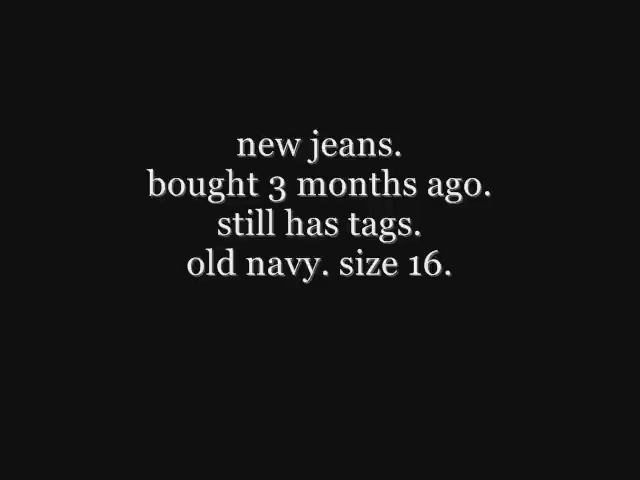 new jeans.
bought 3 months ago.
still has tags.
old navy. size 16.